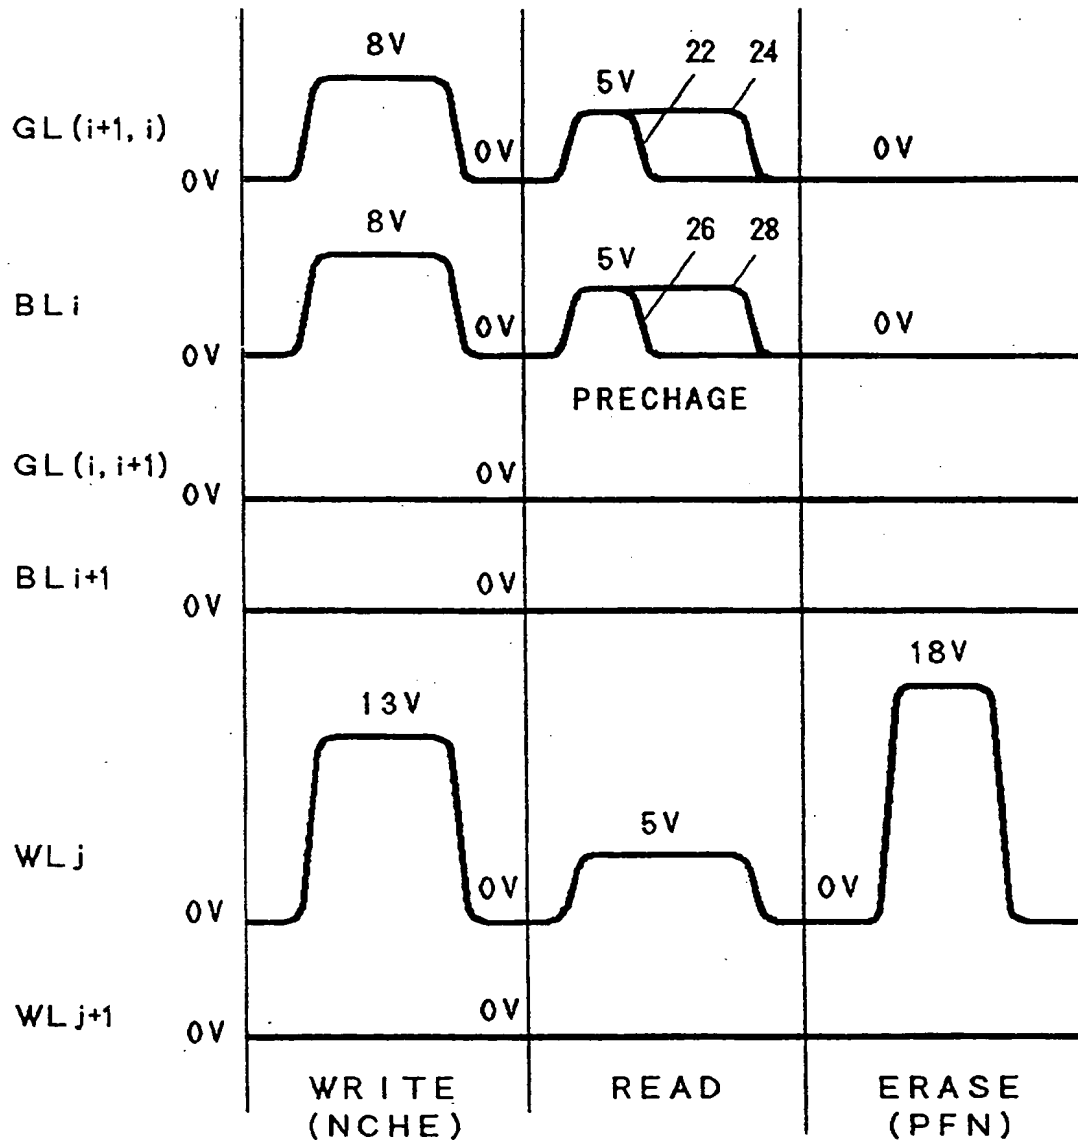 8V
5V
22
24
GL(i+1, i)
0V
0V
0V
8V
5V
26
28
BLi
0V
0V
0V
PRECHAGE
GL(i, i+1)
0V
0V
BLi+1
0V
0V
13V
5V
18V
WLj
0V
0V
0V
WLj+1
0V
0V
WRITE
(NCHE)
READ
ERASE
(PFN)